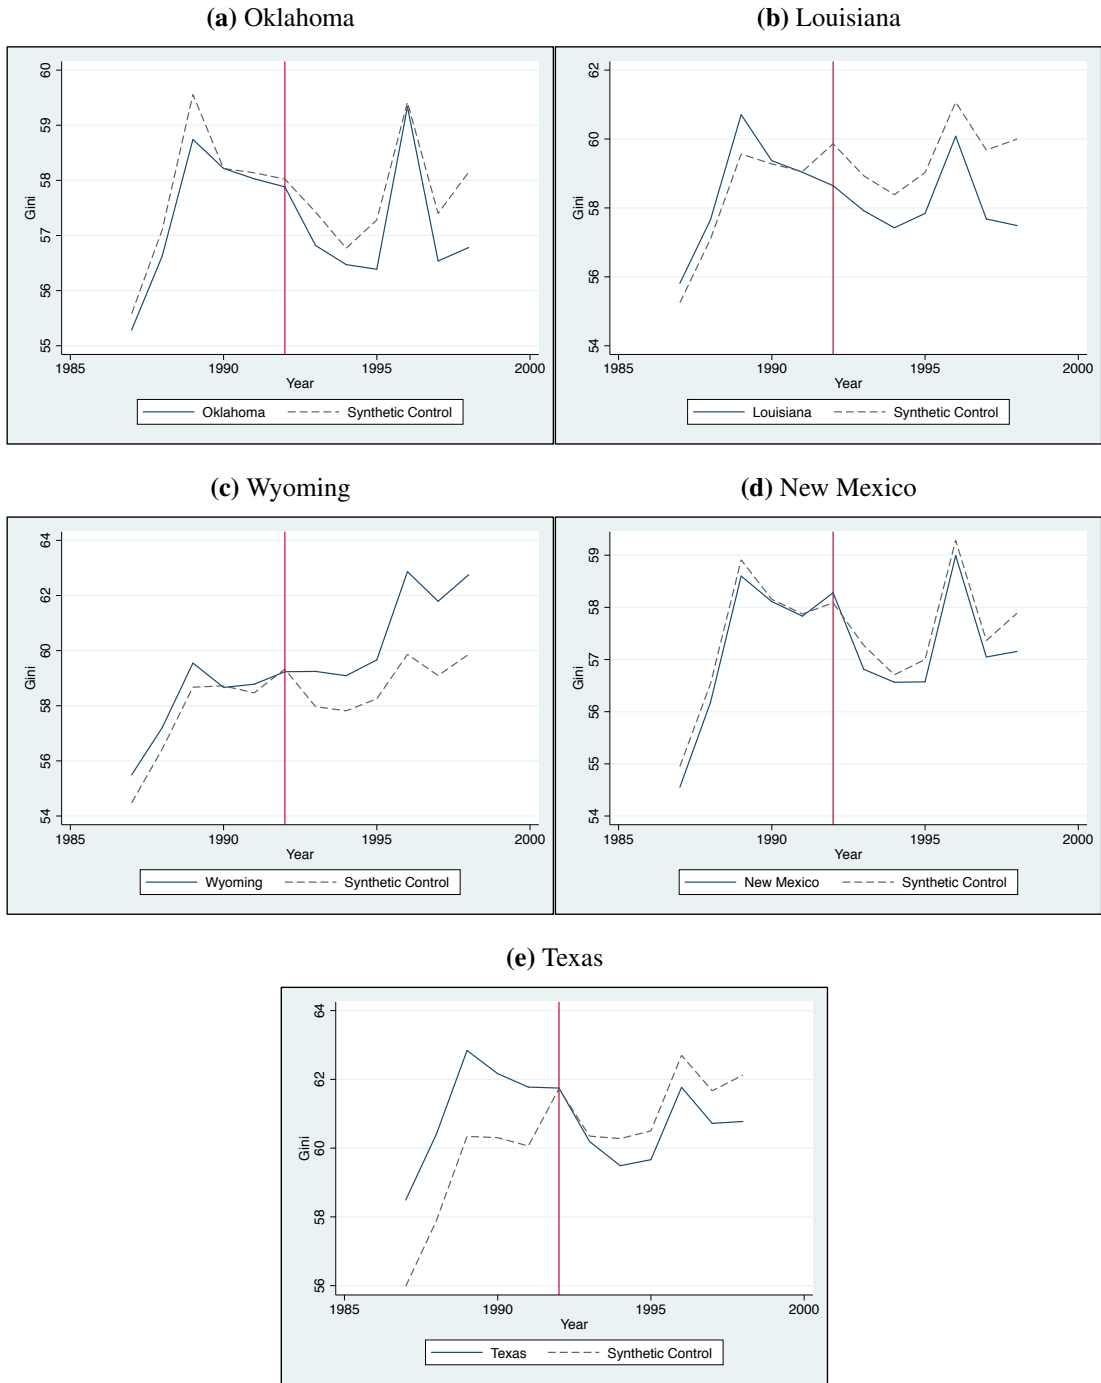 (a) Oklahoma
(b) Louisiana
60
59
58
57
56
55
Gini
1985 1990 1995 2000
Year
Oklahoma Synthetic Control
62
60
58
56
54
Gini
1985 1990 1995 2000
Year
Louisiana Synthetic Control
(c) Wyoming
(d) New Mexico
64
62
60
58
56
54
Gini
1985 1990 1995 2000
Year
Wyoming Synthetic Control
59
58
57
56
55
54
Gini
1985 1990 1995 2000
Year
New Mexico Synthetic Control
(e) Texas
64
62
60
58
56
Gini
1985 1990 1995 2000
Year
Texas Synthetic Control